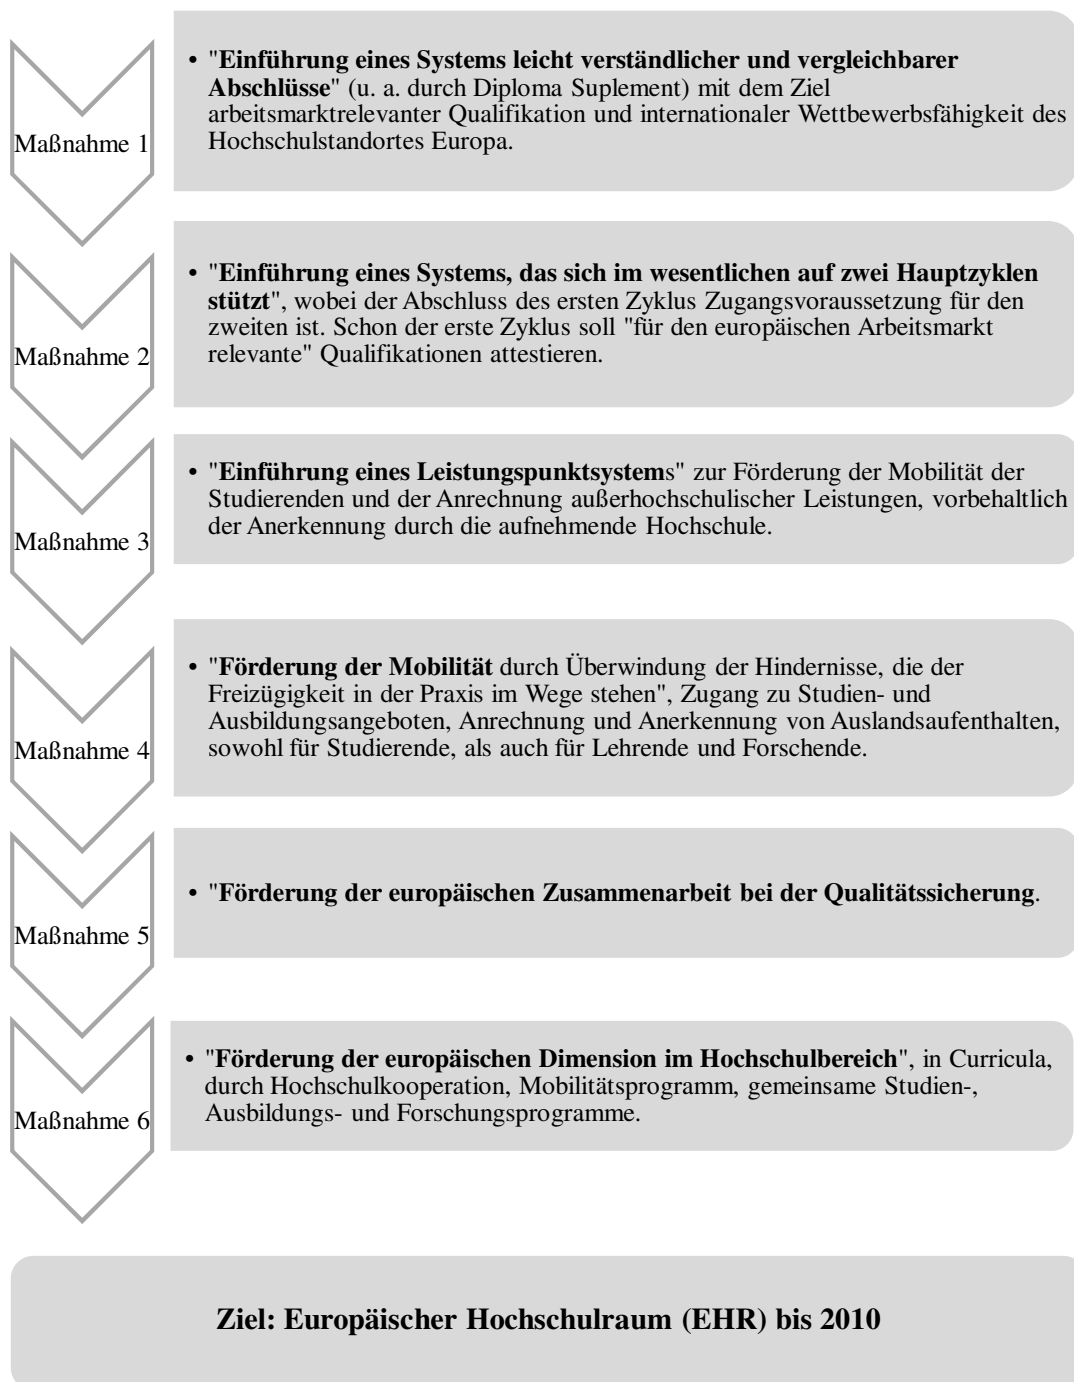 Maßnahme 1
• "Einführung eines Systems leicht verständlicher und vergleichbarer
Abschlüsse" (u. a. durch Diploma Suplement) mit dem Ziel
arbeitsmarktrelevanter Qualifikation und internationaler Wettbewerbsfähigkeit des
Hochschulstandortes Europa.
Maßnahme 2
• "Einführung eines Systems, das sich im wesentlichen auf zwei Hauptzyklen
stützt", wobei der Abschluss des ersten Zyklus Zugangsvoraussetzung für den
zweiten ist. Schon der erste Zyklus soll "für den europäischen Arbeitsmarkt
relevante" Qualifikationen attestieren.
Maßnahme 3
• "Einführung eines Leistungspunktsystems" zur Förderung der Mobilität der
Studierenden und der Anrechnung außerhochschulischer Leistungen, vorbehaltlich
der Anerkennung durch die aufnehmende Hochschule.
Maßnahme 4
• "Förderung der Mobilität durch Überwindung der Hindernisse, die der
Freizügigkeit in der Praxis im Wege stehen", Zugang zu Studien- und
Ausbildungsangeboten, Anrechnung und Anerkennung von Auslandsaufenthalten,
sowohl für Studierende, als auch für Lehrende und Forschende.
Maßnahme 5
• "Förderung der europäischen Zusammenarbeit bei der Qualitätssicherung.
Maßnahme 6
• "Förderung der europäischen Dimension im Hochschulbereich", in Curricula,
durch Hochschulkooperation, Mobilitätsprogramm, gemeinsame Studien-,
Ausbildungs- und Forschungsprogramme.
Ziel: Europäischer Hochschulraum (EHR) bis 2010